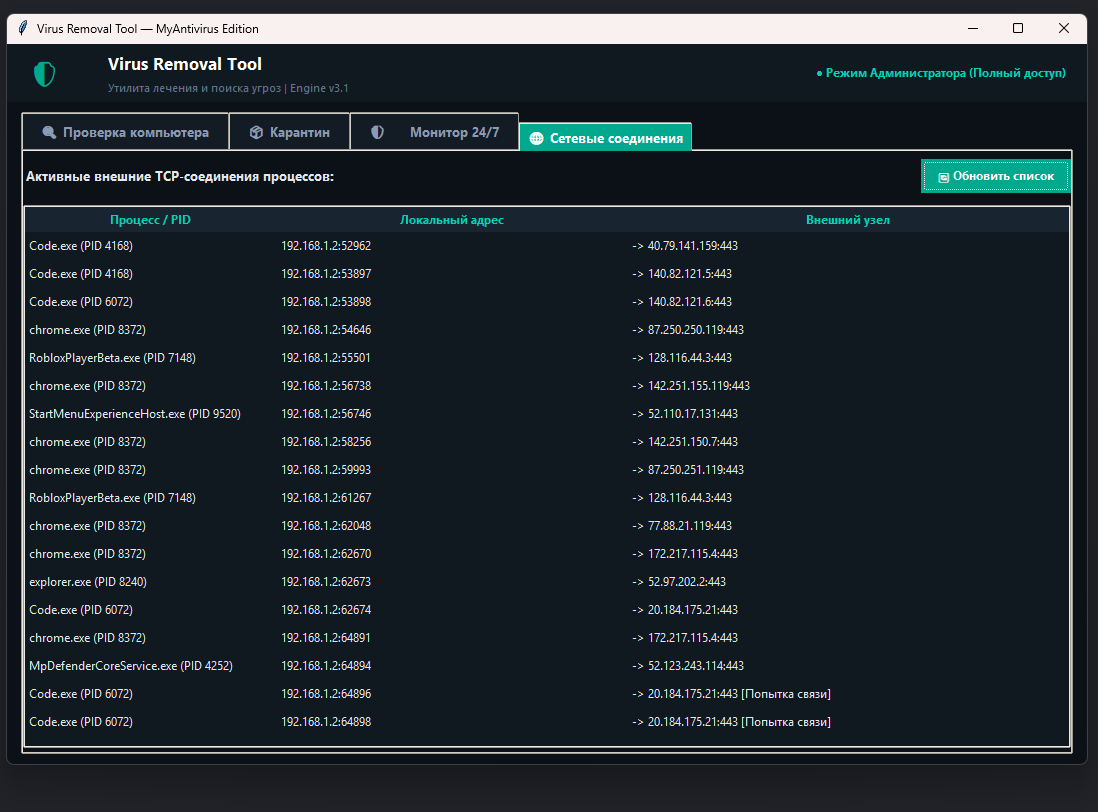 Virus Removal Tool — MyAntivirus Edition
Virus Removal Tool
Утилита лечения и поиска угроз | Engine v3.1
● Режим Администратора (Полный доступ)
Проверка компьютера Карантин Монитор 24/7 Сетевые соединения
Активные внешние TCP-соединения процессов: Обновить список
Процесс / PID Локальный адрес Внешний узел
Code.exe (PID 4168) 192.168.1.2:52962 -> 40.79.141.159:443
Code.exe (PID 4168) 192.168.1.2:53897 -> 140.82.121.5:443
Code.exe (PID 6072) 192.168.1.2:53898 -> 140.82.121.6:443
chrome.exe (PID 8372) 192.168.1.2:54646 -> 87.250.250.119:443
RobloxPlayerBeta.exe (PID 7148) 192.168.1.2:55501 -> 128.116.44.3:443
chrome.exe (PID 8372) 192.168.1.2:56738 -> 142.251.155.119:443
StartMenuExperienceHost.exe (PID 9520) 192.168.1.2:56746 -> 52.110.17.131:443
chrome.exe (PID 8372) 192.168.1.2:58256 -> 142.251.150.7:443
chrome.exe (PID 8372) 192.168.1.2:59993 -> 87.250.251.119:443
RobloxPlayerBeta.exe (PID 7148) 192.168.1.2:61267 -> 128.116.44.3:443
chrome.exe (PID 8372) 192.168.1.2:62048 -> 77.88.21.119:443
chrome.exe (PID 8372) 192.168.1.2:62670 -> 172.217.115.4:443
explorer.exe (PID 8240) 192.168.1.2:62673 -> 52.97.202.2:443
Code.exe (PID 6072) 192.168.1.2:62674 -> 20.184.175.21:443
chrome.exe (PID 8372) 192.168.1.2:64891 -> 172.217.115.4:443
MpDefenderCoreService.exe (PID 4252) 192.168.1.2:64894 -> 52.123.243.114:443
Code.exe (PID 6072) 192.168.1.2:64896 -> 20.184.175.21:443 [Попытка связи]
Code.exe (PID 6072) 192.168.1.2:64898 -> 20.184.175.21:443 [Попытка связи]